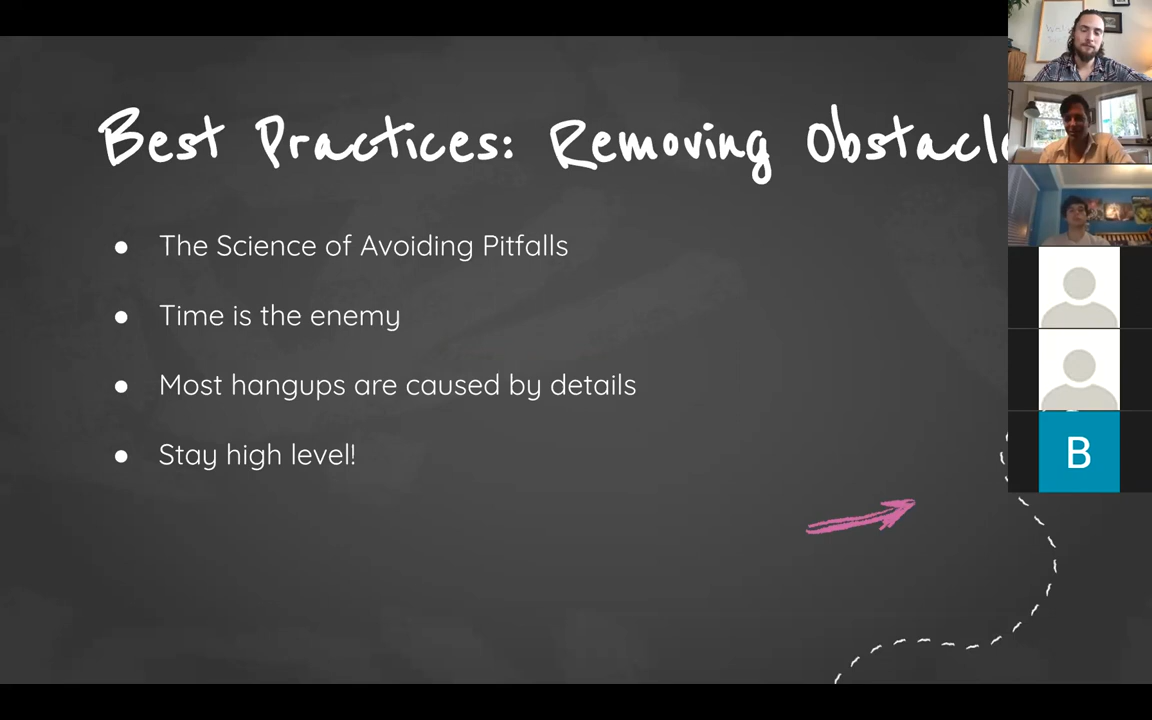 Best Practices: Removing Obstacl
The Science of Avoiding Pitfalls
Time is the enemy
Most hangups are caused by details
Stay high level!
B